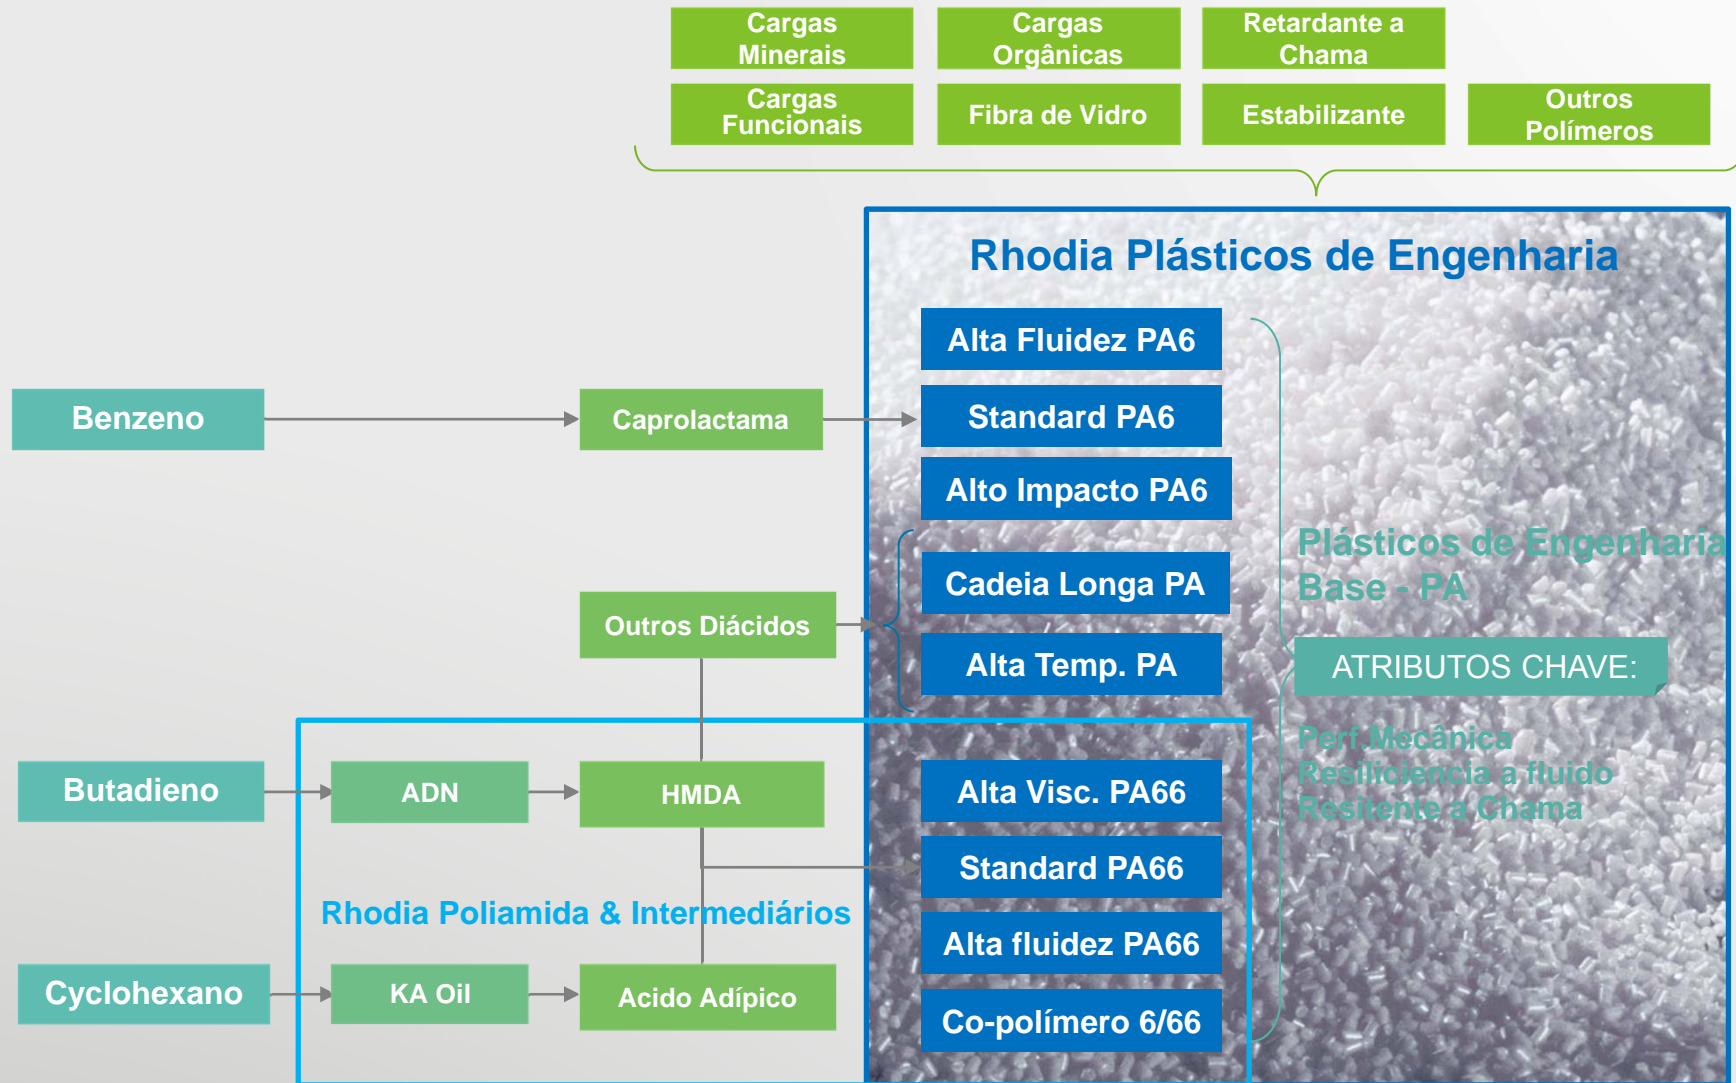 Cargas
Minerais
Cargas
Orgânicas
Retardante a
Chama
Cargas
Funcionais
Fibra de Vidro
Estabilizante
Outros
Polímeros
Rhodia Plásticos de Engenharia
Alta Fluidez PA6
Benzeno
Caprolactama
Standard PA6
Alto Impacto PA6
Plásticos de Engenharia
Base - PA
Cadeia Longa PA
Outros Diácidos
Alta Temp. PA
ATRIBUTOS CHAVE:
Perf.Mecânica
Resiliciencia a fluido
Resitente a Chama
Butadieno
ADN
HMDA
Alta Visc. PA66
Standard PA66
Rhodia Poliamida & Intermediários
Alta fluidez PA66
Cyclohexano
KA Oil
Acido Adípico
Co-polímero 6/66